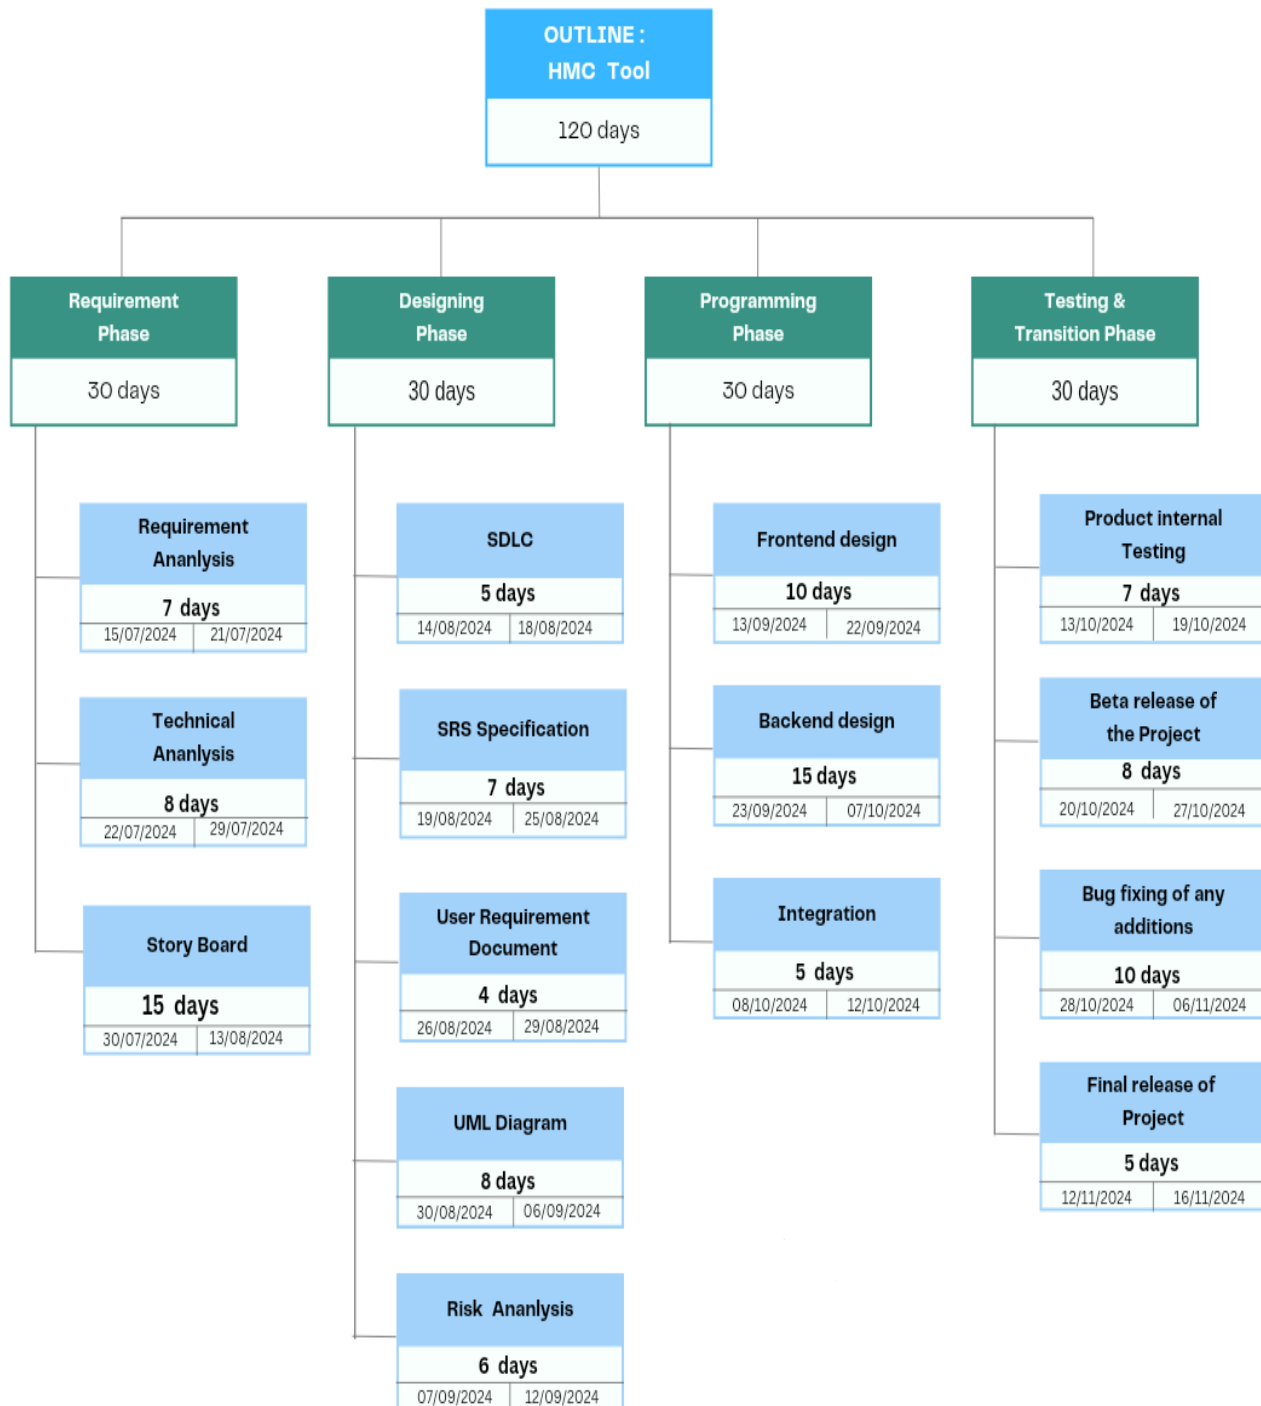 OUTLINE :
HMC Tool
120 days
Requirement
Phase
30 days
Designing
Phase
30 days
Programming
Phase
30 days
Testing &
Transition Phase
30 days
Requirement
Ananlysis
7 days
15/07/2024 21/07/2024
Technical
Ananlysis
8 days
22/07/2024 29/07/2024
Story Board
15 days
30/07/2024 13/08/2024
SDLC
5 days
14/08/2024 18/08/2024
SRS Specification
7 days
19/08/2024 25/08/2024
User Requirement
Document
4 days
26/08/2024 29/08/2024
UML Diagram
8 days
30/08/2024 06/09/2024
Risk Ananlysis
6 days
07/09/2024 12/09/2024
Frontend design
10 days
13/09/2024 22/09/2024
Backend design
15 days
23/09/2024 07/10/2024
Integration
5 days
08/10/2024 12/10/2024
Product internal
Testing
7 days
13/10/2024 19/10/2024
Beta release of
the Project
8 days
20/10/2024 27/10/2024
Bug fixing of any
additions
10 days
28/10/2024 06/11/2024
Final release of
Project
5 days
12/11/2024 16/11/2024